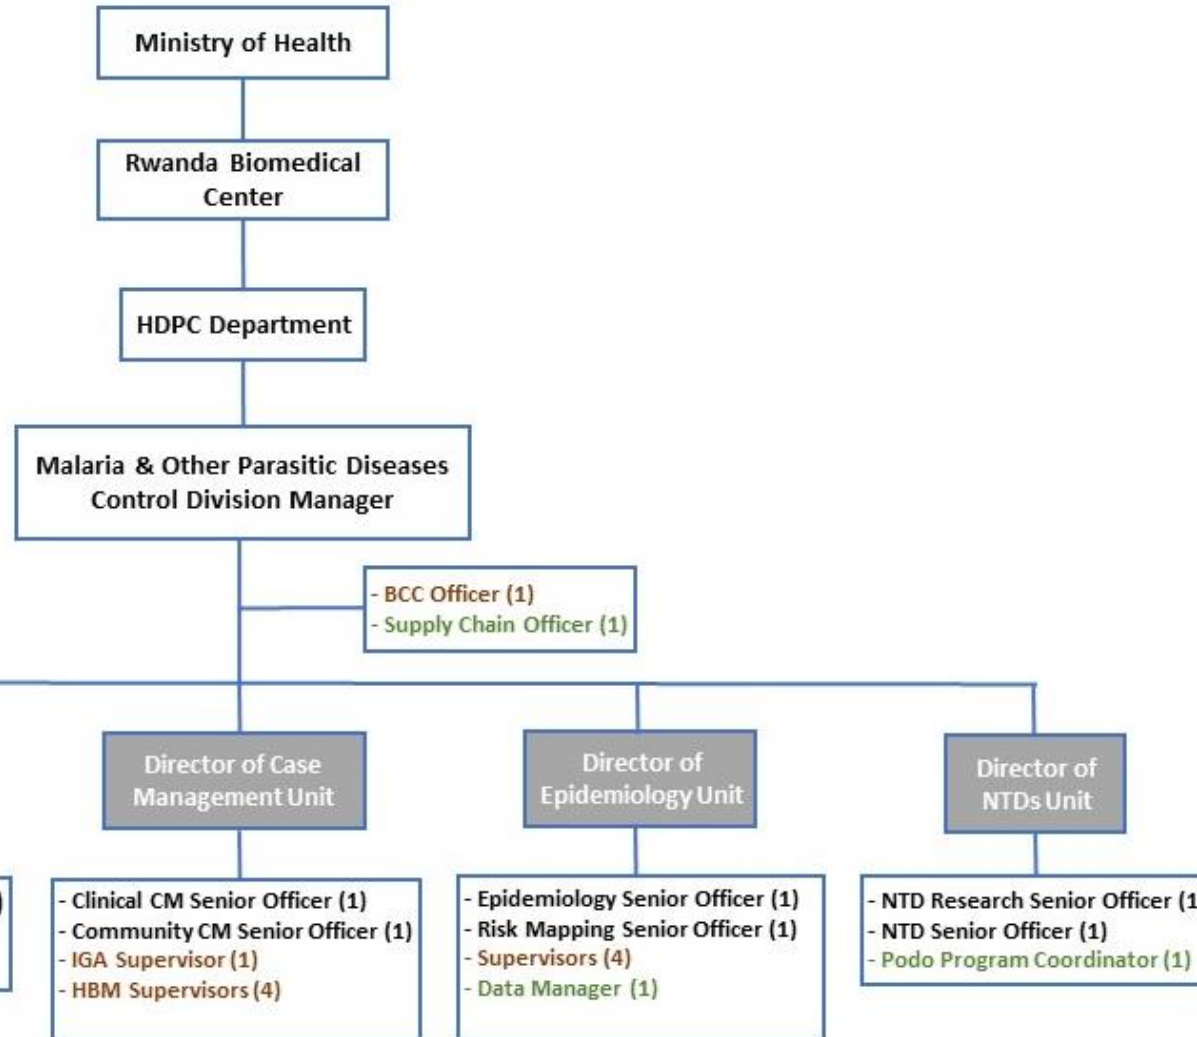 Ministry of Health
Rwanda Biomedical
Center
HDPC Department
Malaria & Other Parasitic Diseases
Control Division Manager
- BCC Officer (1)
- Supply Chain Officer (1)
Director of Case
Management Unit
Director of
Epidemiology Unit
Director of
NTDs Unit
)
- Clinical CM Senior Officer (1)
- Community CM Senior Officer (1)
- IGA Supervisor (1)
- HBM Supervisors (4)
- Epidemiology Senior Officer (1)
- Risk Mapping Senior Officer (1)
- Supervisors (4)
- Data Manager (1)
- NTD Research Senior Officer (1
- NTD Senior Officer (1)
- Podo Program Coordinator (1)